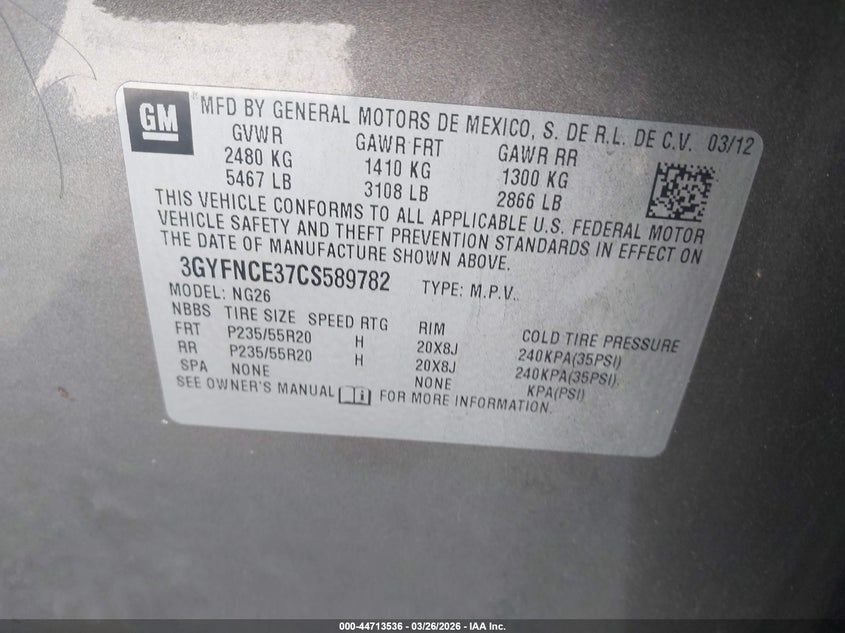 GM
MFD BY GENERAL MOTORS DE MEXICO, S. DE R.L. DE C.V. 03/12
GVWR GAWR FRT GAWR RR
2480 KG 1410 KG 1300 KG
5467 LB 3108 LB 2866 LB
THIS VEHICLE CONFORMS TO ALL APPLICABLE U.S. FEDERAL MOTOR
VEHICLE SAFETY AND THEFT PREVENTION STANDARDS IN EFFECT ON
THE DATE OF MANUFACTURE SHOWN ABOVE.
3GYFNCE37CS589782 TYPE: M.P.V.
MODEL: NG26
NBBS TIRE SIZE SPEED RTG RIM COLD TIRE PRESSURE
FRT P235/55R20 H 20X8J 240KPA(35PSI)
RR P235/55R20 H 20X8J 240KPA(35PSI)
SPA NONE NONE KPA(PSI)
SEE OWNER'S MANUAL FOR MORE INFORMATION.
000-44713536 - 03/26/2026 - IAA Inc.